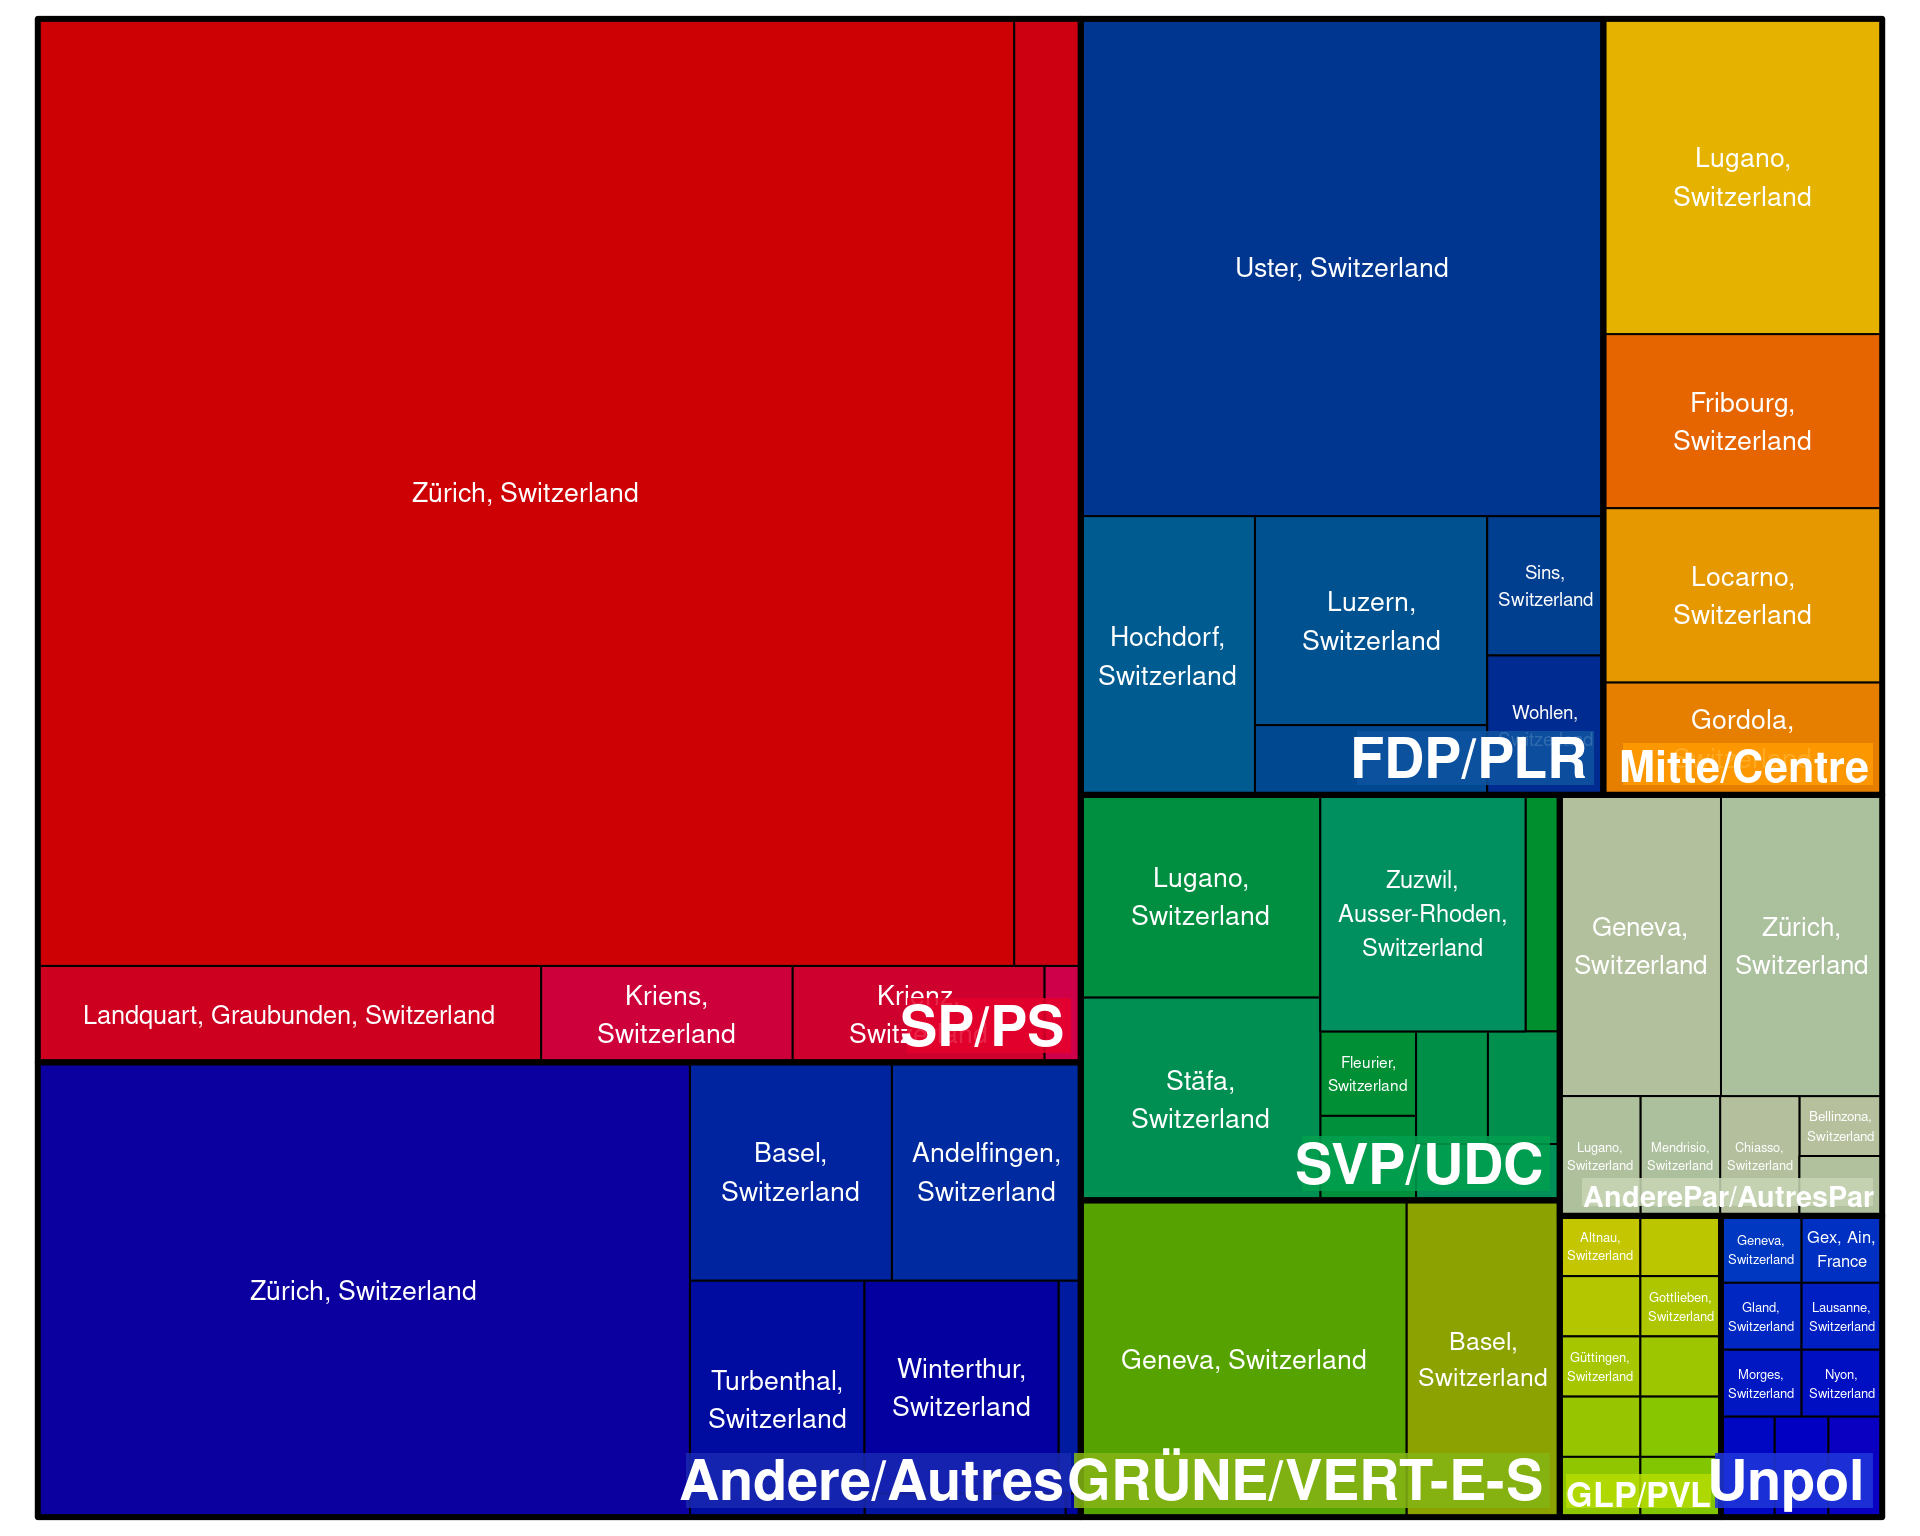 Zürich, Switzerland
Landquart, Graubunden, Switzerland
Kriens,
Switzerland
Krienz,
Switzerland
SP/PS
Uster, Switzerland
Hochdorf,
Switzerland
Luzern,
Switzerland
Sins,
Switzerland
Wohlen,
Switzerland
FDP/PLR
Lugano,
Switzerland
Fribourg,
Switzerland
Locarno,
Switzerland
Gordola,
Switzerland
Mitte/Centre
Zürich, Switzerland
Basel,
Switzerland
Andelfingen,
Switzerland
Turbenthal,
Switzerland
Winterthur,
Switzerland
Andere/Autres
Lugano,
Switzerland
Zuzwil,
Ausser-Rhoden,
Switzerland
Stäfa,
Switzerland
Fleurier,
Switzerland
SVP/UDC
Geneva, Switzerland
Basel,
Switzerland
GRÜNE/VERT-E-S
Geneva,
Switzerland
Zürich,
Switzerland
Lugano,
Switzerland
Mendrisio,
Switzerland
Chiasso,
Switzerland
Bellinzona,
Switzerland
AnderePar/AutresPar
Altnau,
Switzerland
Gottlieben,
Switzerland
Güttingen,
Switzerland
GLP/PVL
Geneva,
Switzerland
Gex, Ain,
France
Gland,
Switzerland
Lausanne,
Switzerland
Morges,
Switzerland
Nyon,
Switzerland
Unpol